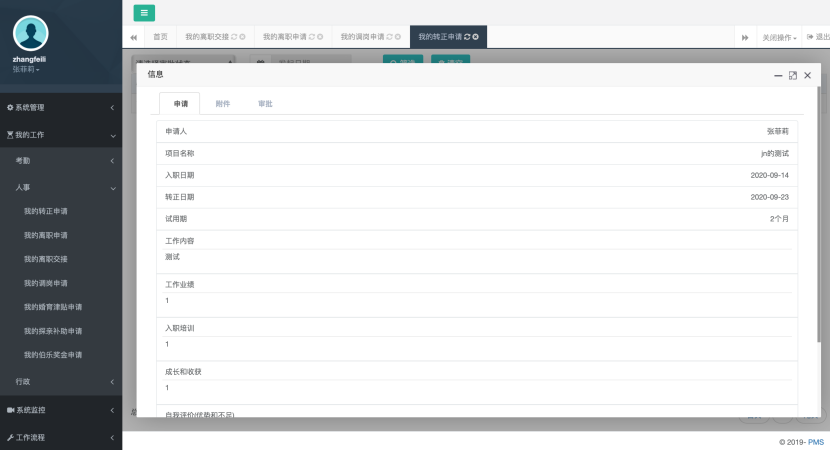 zhangfeili
张菲莉
系统管理
我的工作
考勤
人事
我的转正申请
我的离职申请
我的离职交接
我的调岗申请
我的婚育津贴申请
我的探亲补助申请
我的伯乐奖金申请
行政
系统监控
工作流程
首页
我的离职交接
我的离职申请
我的调岗申请
我的转正申请
关闭操作
退出
信息
申请
附件
审批
申请人 张菲莉
项目名称 jn的测试
入职日期 2020-09-14
转正日期 2020-09-23
试用期 2个月
工作内容
测试
工作业绩
1
入职培训
1
成长和收获
1
自我评价(优势和不足)
© 2019- PMS